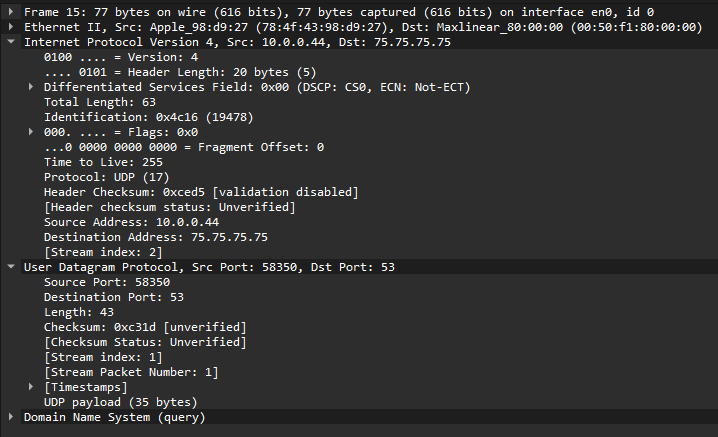 Frame 15: 77 bytes on wire (616 bits), 77 bytes captured (616 bits) on interface en0, id 0
Ethernet II, Src: Apple_98:d9:27 (78:4f:43:98:d9:27), Dst: Maxlinear_80:00:00 (00:50:f1:80:00:00)
Internet Protocol Version 4, Src: 10.0.0.44, Dst: 75.75.75.75
0100 .... = Version: 4
.... 0101 = Header Length: 20 bytes (5)
Differentiated Services Field: 0x00 (DSCP: CS0, ECN: Not-ECT)
Total Length: 63
Identification: 0x4c16 (19478)
000. .... = Flags: 0x0
...0 0000 0000 0000 = Fragment Offset: 0
Time to Live: 255
Protocol: UDP (17)
Header Checksum: 0xced5 [validation disabled]
[Header checksum status: Unverified]
Source Address: 10.0.0.44
Destination Address: 75.75.75.75
[Stream index: 2]
User Datagram Protocol, Src Port: 58350, Dst Port: 53
Source Port: 58350
Destination Port: 53
Length: 43
Checksum: 0xc31d [unverified]
[Checksum Status: Unverified]
[Stream index: 1]
[Stream Packet Number: 1]
[Timestamps]
UDP payload (35 bytes)
Domain Name System (query)